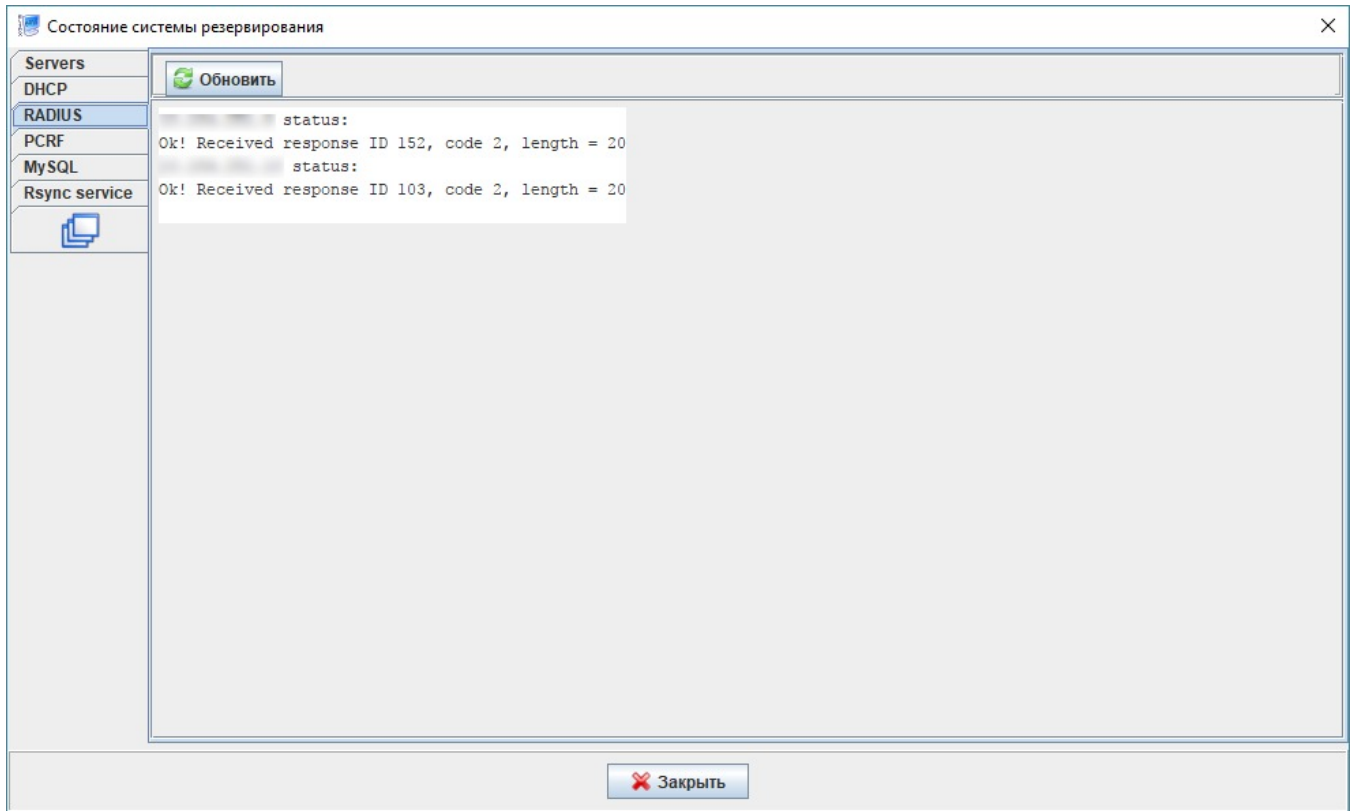 Состояние системы резервирования
Servers
DHCP
RADIUS
PCRF
MySQL
Rsync service
Обновить
status:
Ok! Received response ID 152, code 2, length = 20
status:
Ok! Received response ID 103, code 2, length = 20
Закрыть